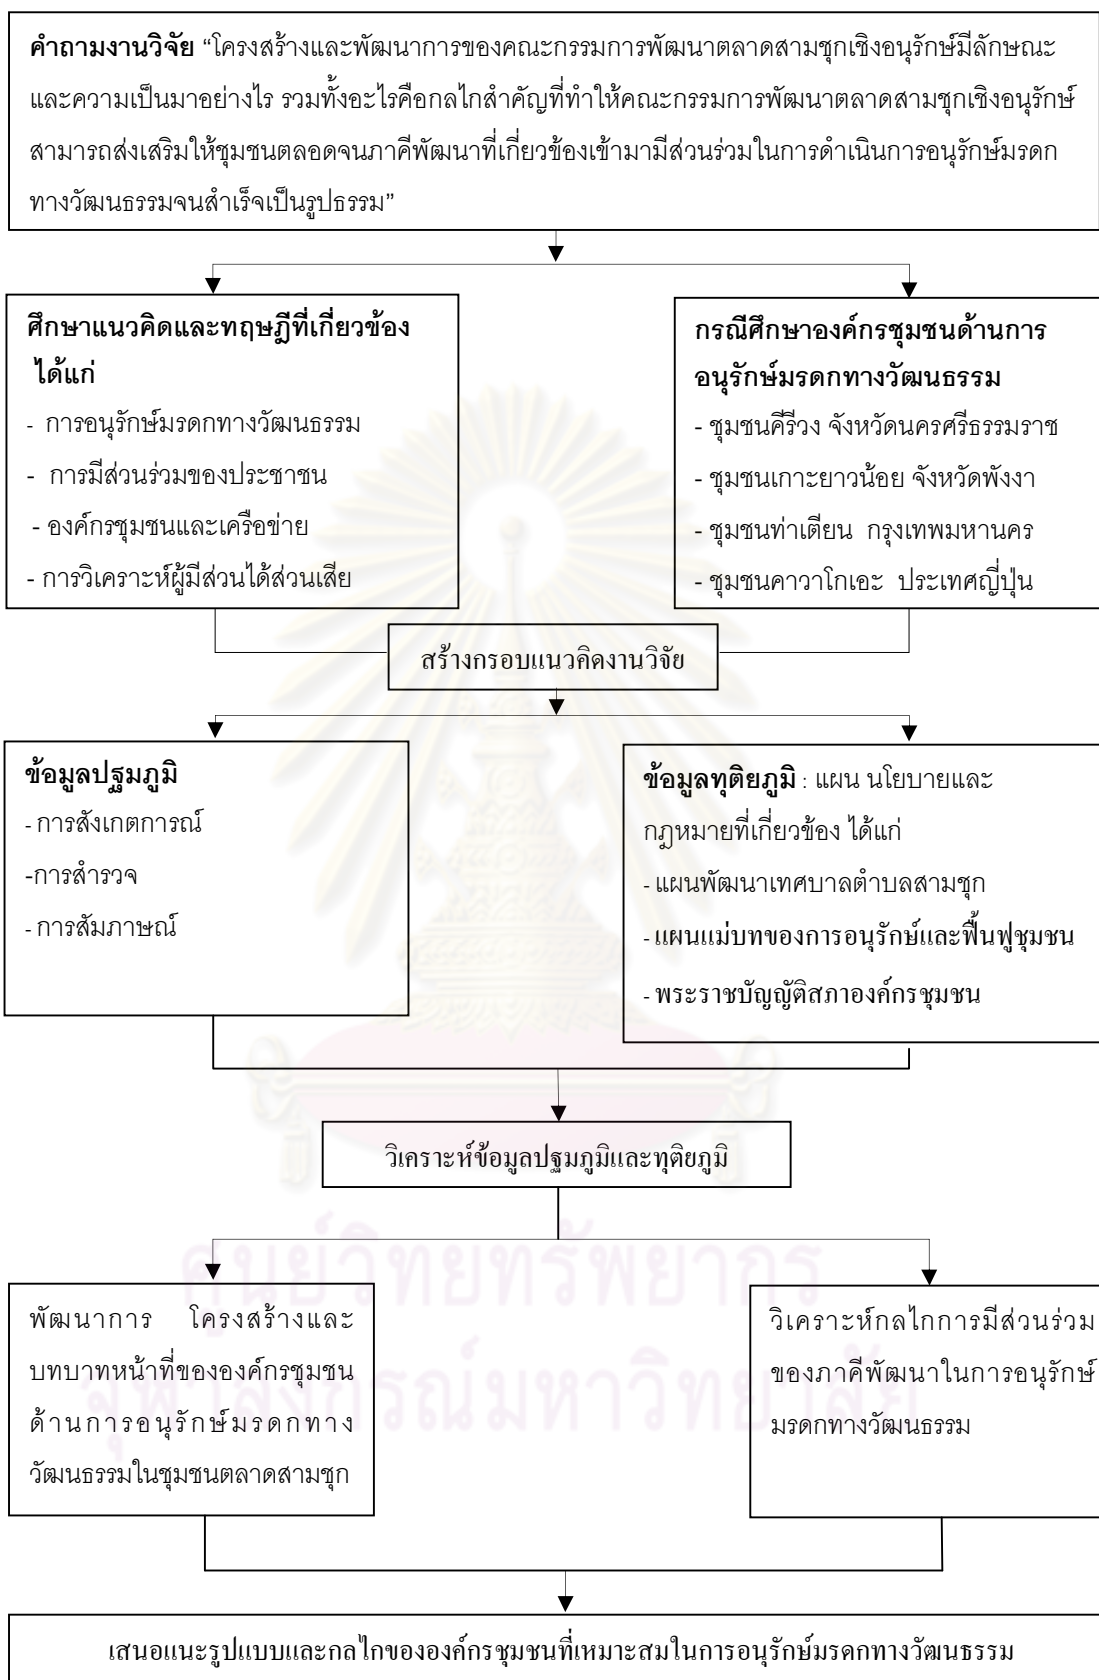 คำถามงานวิจัย “โครงสร้างและพัฒนาการของคณะกรรมการพัฒนาตลาดสามชุกเชิงอนุรักษ์มีลักษณะ
และความเป็นมาอย่างไร รวมทั้งอะไรคือกลไกสำคัญที่ทำให้คณะกรรมการพัฒนาตลาดสามชุกเชิงอนุรักษ์
สามารถส่งเสริมให้ชุมชนตลอดจนภาคีพัฒนาที่เกี่ยวข้องเข้ามามีส่วนร่วมในการดำเนินการอนุรักษ์มรดก
ทางวัฒนธรรมจนสำเร็จเป็นรูปธรรม”
ศึกษาแนวคิดและทฤษฎีที่เกี่ยวข้อง
ได้แก่
- การอนุรักษ์มรดกทางวัฒนธรรม
- การมีส่วนร่วมของประชาชน
- องค์กรชุมชนและเครือข่าย
- การวิเคราะห์ผู้มีส่วนได้ส่วนเสีย
กรณีศึกษาองค์กรชุมชนด้านการ
อนุรักษ์มรดกทางวัฒนธรรม
- ชุมชนคีรีวง จังหวัดนครศรีธรรมราช
- ชุมชนเกาะยาวน้อย จังหวัดพังงา
- ชุมชนท่าเตียน กรุงเทพมหานคร
- ชุมชนคาวาโกเอะ ประเทศญี่ปุ่น
สร้างกรอบแนวคิดงานวิจัย
ข้อมูลปฐมภูมิ
- การสังเกตการณ์
-การสำรวจ
- การสัมภาษณ์
ข้อมูลทุติยภูมิ : แผน นโยบายและ
กฎหมายที่เกี่ยวข้อง ได้แก่
- แผนพัฒนาเทศบาลตำบลสามชุก
- แผนแม่บทของการอนุรักษ์และฟื้นฟูชุมชน
- พระราชบัญญัติสภาองค์กรชุมชน
วิเคราะห์ข้อมูลปฐมภูมิและทุติยภูมิ
ศูนย์วิทยทรัพยากร
จุฬาลงกรณ์มหาวิทยาลัย
พัฒนาการ โครงสร้างและ
บทบาทหน้าที่ขององค์กรชุมชน
ด้านการอนุรักษ์มรดกทาง
วัฒนธรรมในชุมชนตลาดสามชุก
วิเคราะห์กลไกการมีส่วนร่วม
ของภาคีพัฒนาในการอนุรักษ์
มรดกทางวัฒนธรรม
เสนอแนะรูปแบบและกลไกขององค์กรชุมชนที่เหมาะสมในการอนุรักษ์มรดกทางวัฒนธรรม